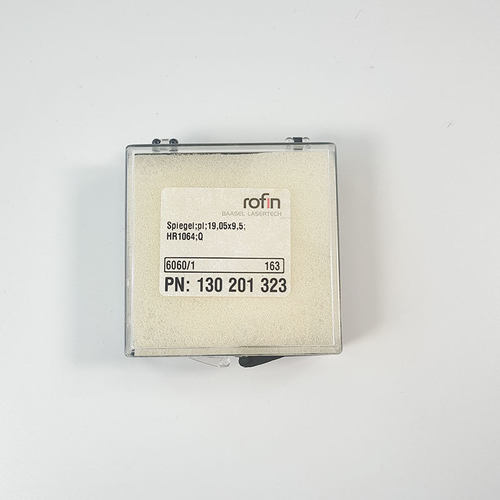 rofin
BAASEL LASERTECH
Spiegel;pl;19,05x9,5;
HR1064;Q
6060/1 163
PN: 130 201 323